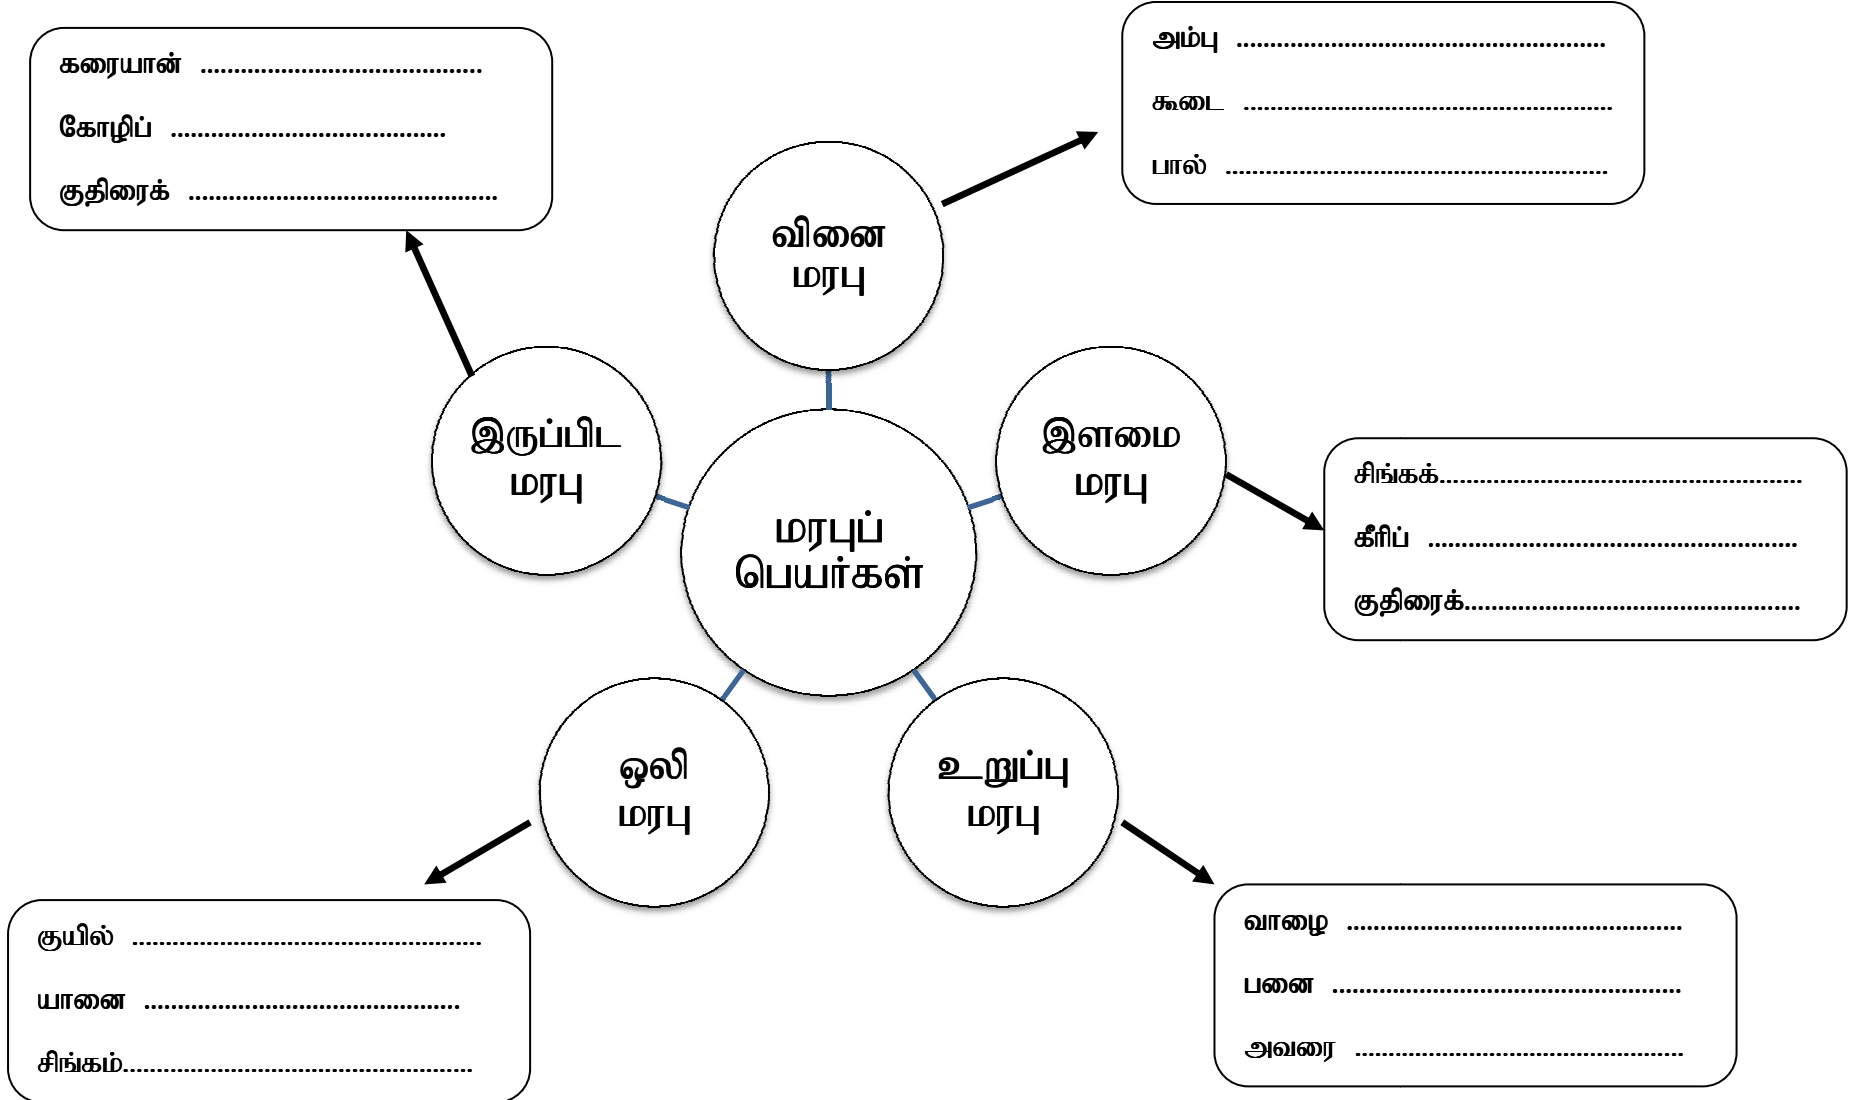 கரையான் ..........................................
கோழிப் .........................................
குதிரைக் ..............................................
அம்பு .......................................................
கூடை .......................................................
பால் .........................................................
வினை
மரபு
இருப்பிட
மரபு
இளமை
மரபு
மரபுப்
பெயர்கள்
சிங்கக்......................................................
கீரிப் .......................................................
குதிரைக்..................................................
ஒலி
மரபு
உறுப்பு
மரபு
குயில் ....................................................
யானை ...............................................
சிங்கம்....................................................
வாழை ..................................................
பனை ....................................................
அவரை .................................................